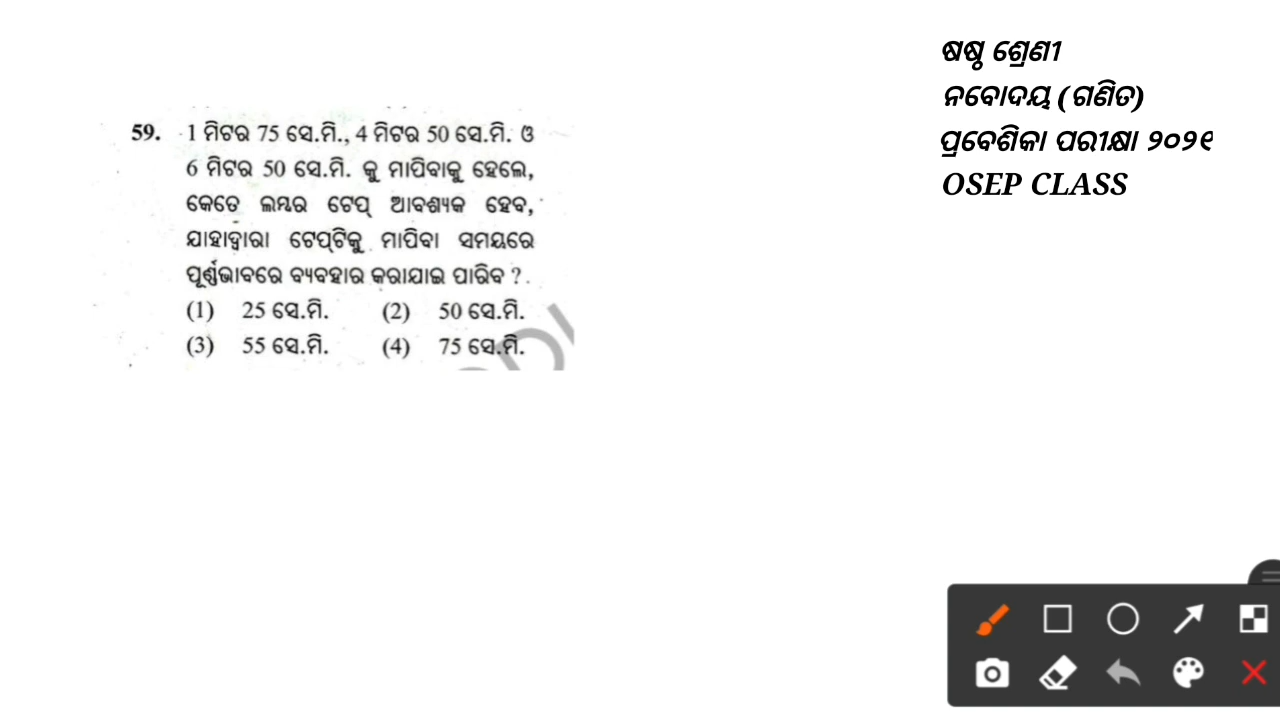 59. 1 ମିଟର 75 ସେ.ମି., 4 ମିଟର 50 ସେ.ମି. ଓ
6 ମିଟର 50 ସେ.ମି. କୁ ମାପିବାକୁ ହେଲେ,
କେତେ ଲମ୍ବର ଟେପ୍ ଆବଶ୍ୟକ ହେବ,
ଯାହାଦ୍ୱାରା ଟେପ୍‌ଟିକୁ ମାପିବା ସମୟରେ
ପୂର୍ଣ୍ଣଭାବରେ ବ୍ୟବହାର କରାଯାଇ ପାରିବ ?
(1) 25 ସେ.ମି. (2) 50 ସେ.ମି.
(3) 55 ସେ.ମି. (4) 75 ସେ.ମି.
ଷଷ୍ଠ ଶ୍ରେଣୀ
ନବୋଦୟ (ଗଣିତ)
ପ୍ରବେଶିକା ପରୀକ୍ଷା ୨୦୨୧
OSEP CLASS